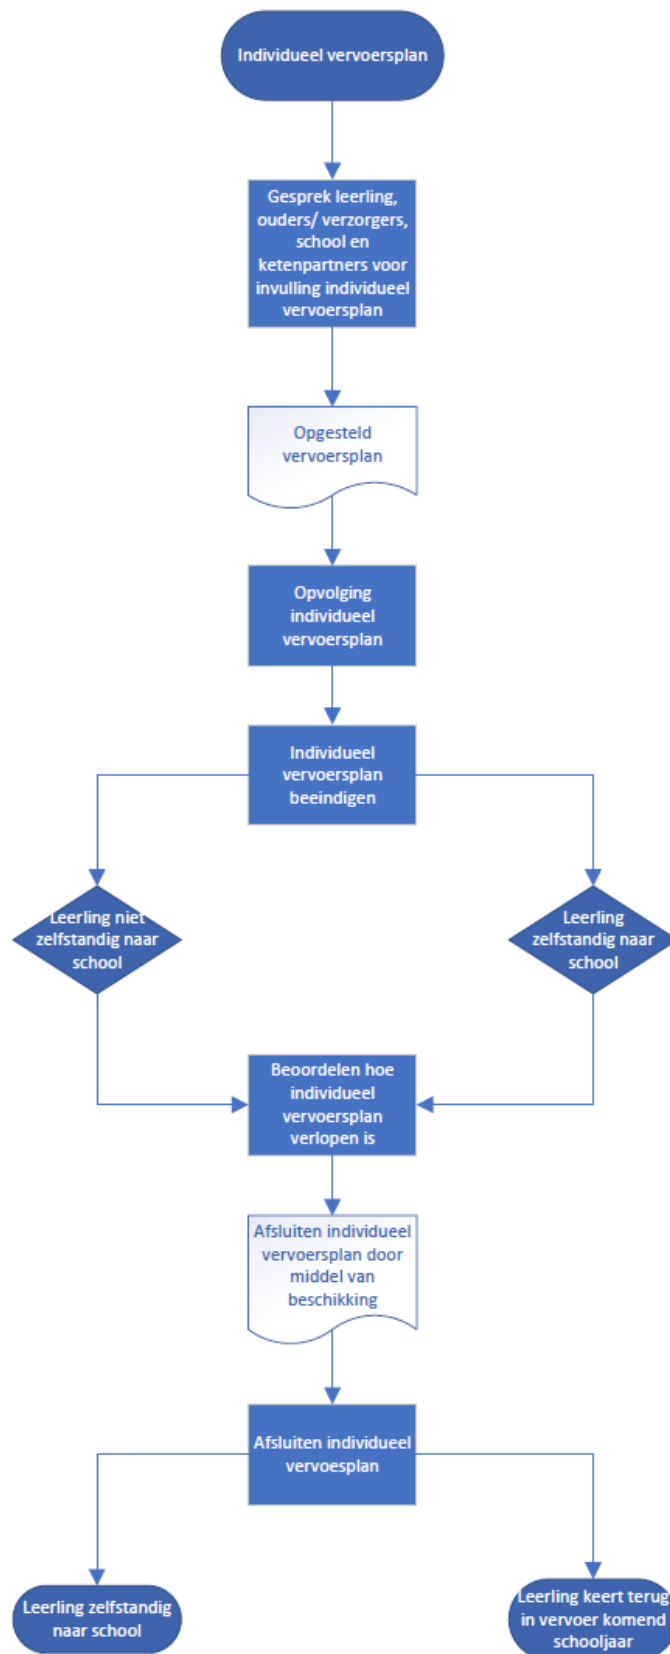 Individueel vervoersplan
Gesprek leerling,
ouders/ verzorgers,
school en
ketenpartners voor
invulling individueel
vervoersplan
Opgesteld
vervoersplan
Opvolging
individueel
vervoersplan
Individueel
vervoersplan
beeindigen
Leerling niet
zelfstandig naar
school
Leerling
zelfstandig naar
school
Beoordelen hoe
individueel
vervoersplan
verlopen is
Afsluiten individueel
vervoersplan door
middel van
beschikking
Afsluiten individueel
vervoesplan
Leerling zelfstandig
naar school
Leerling keert terug
in vervoer komend
schooljaar